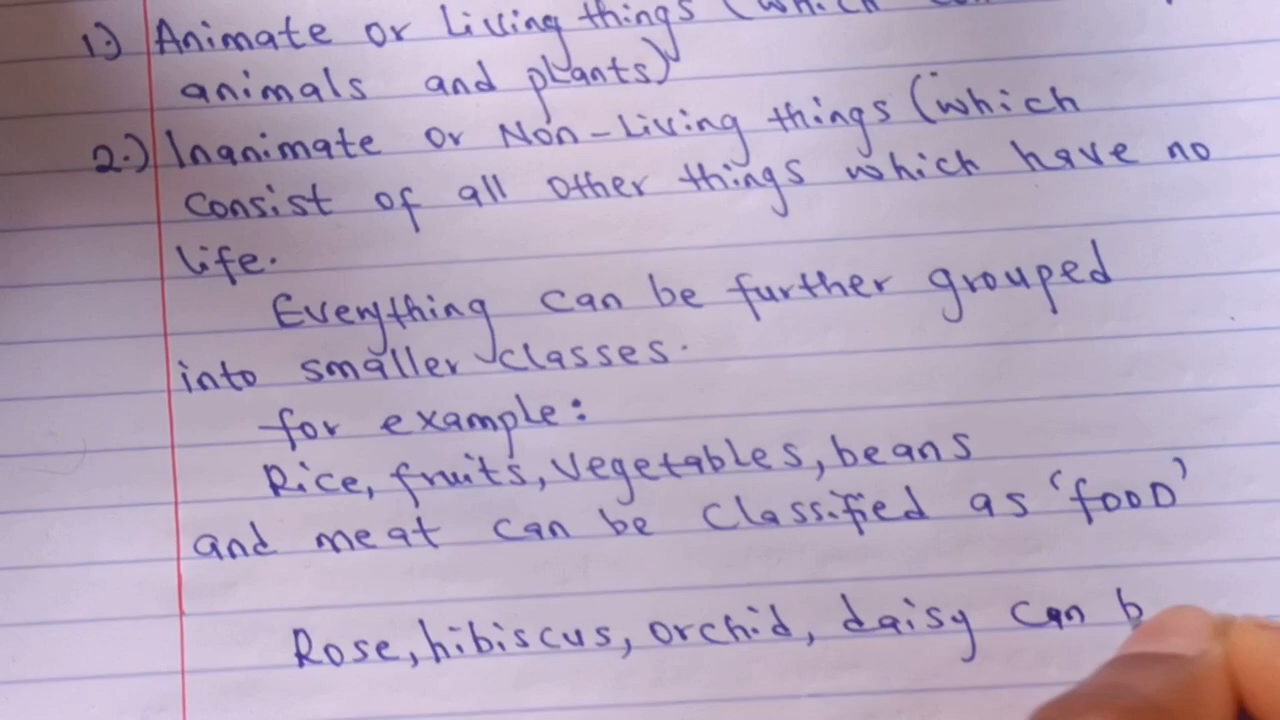 1.) Animate or Living things (which
animals and plants)
2.) Inanimate or Non-Living things (which
consist of all other things which have no
life.
Everything can be further grouped
into smaller classes.
for example:
Rice, fruits, vegetables, beans
and meat can be classified as 'fooD'
Rose, hibiscus, orchid, daisy can b